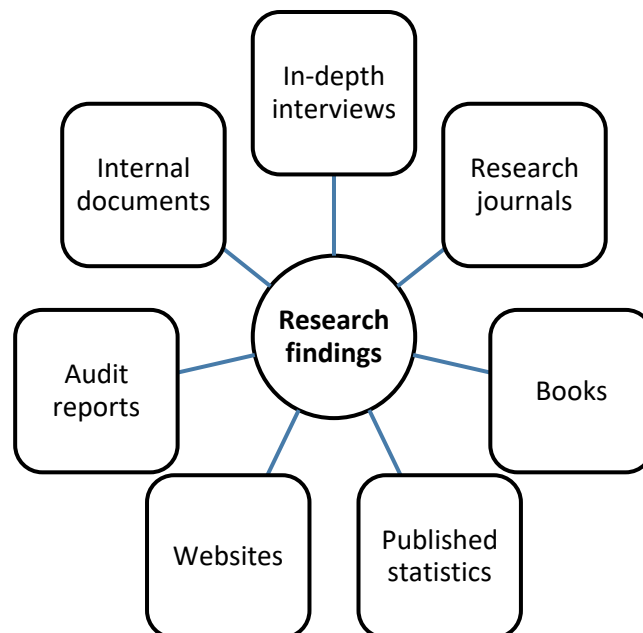 In-depth
interviews
Internal
documents
Research
journals
Research
findings
Audit
reports
Books
Websites
Published
statistics